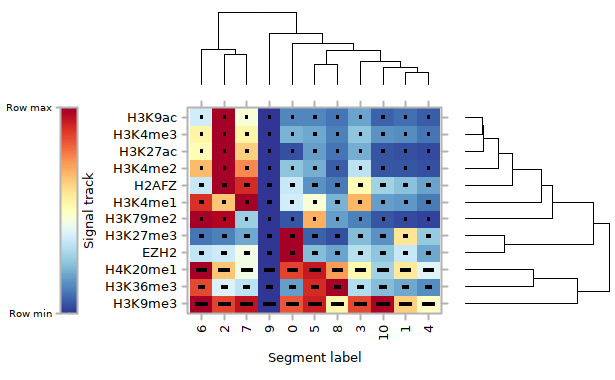 Row max
Signal track
Row min
H3K9ac
H3K4me3
H3K27ac
H3K4me2
H2AFZ
H3K4me1
H3K79me2
H3K27me3
EZH2
H4K20me1
H3K36me3
H3K9me3
6 2 7 9 0 5 8 3 10 1 4
Segment label